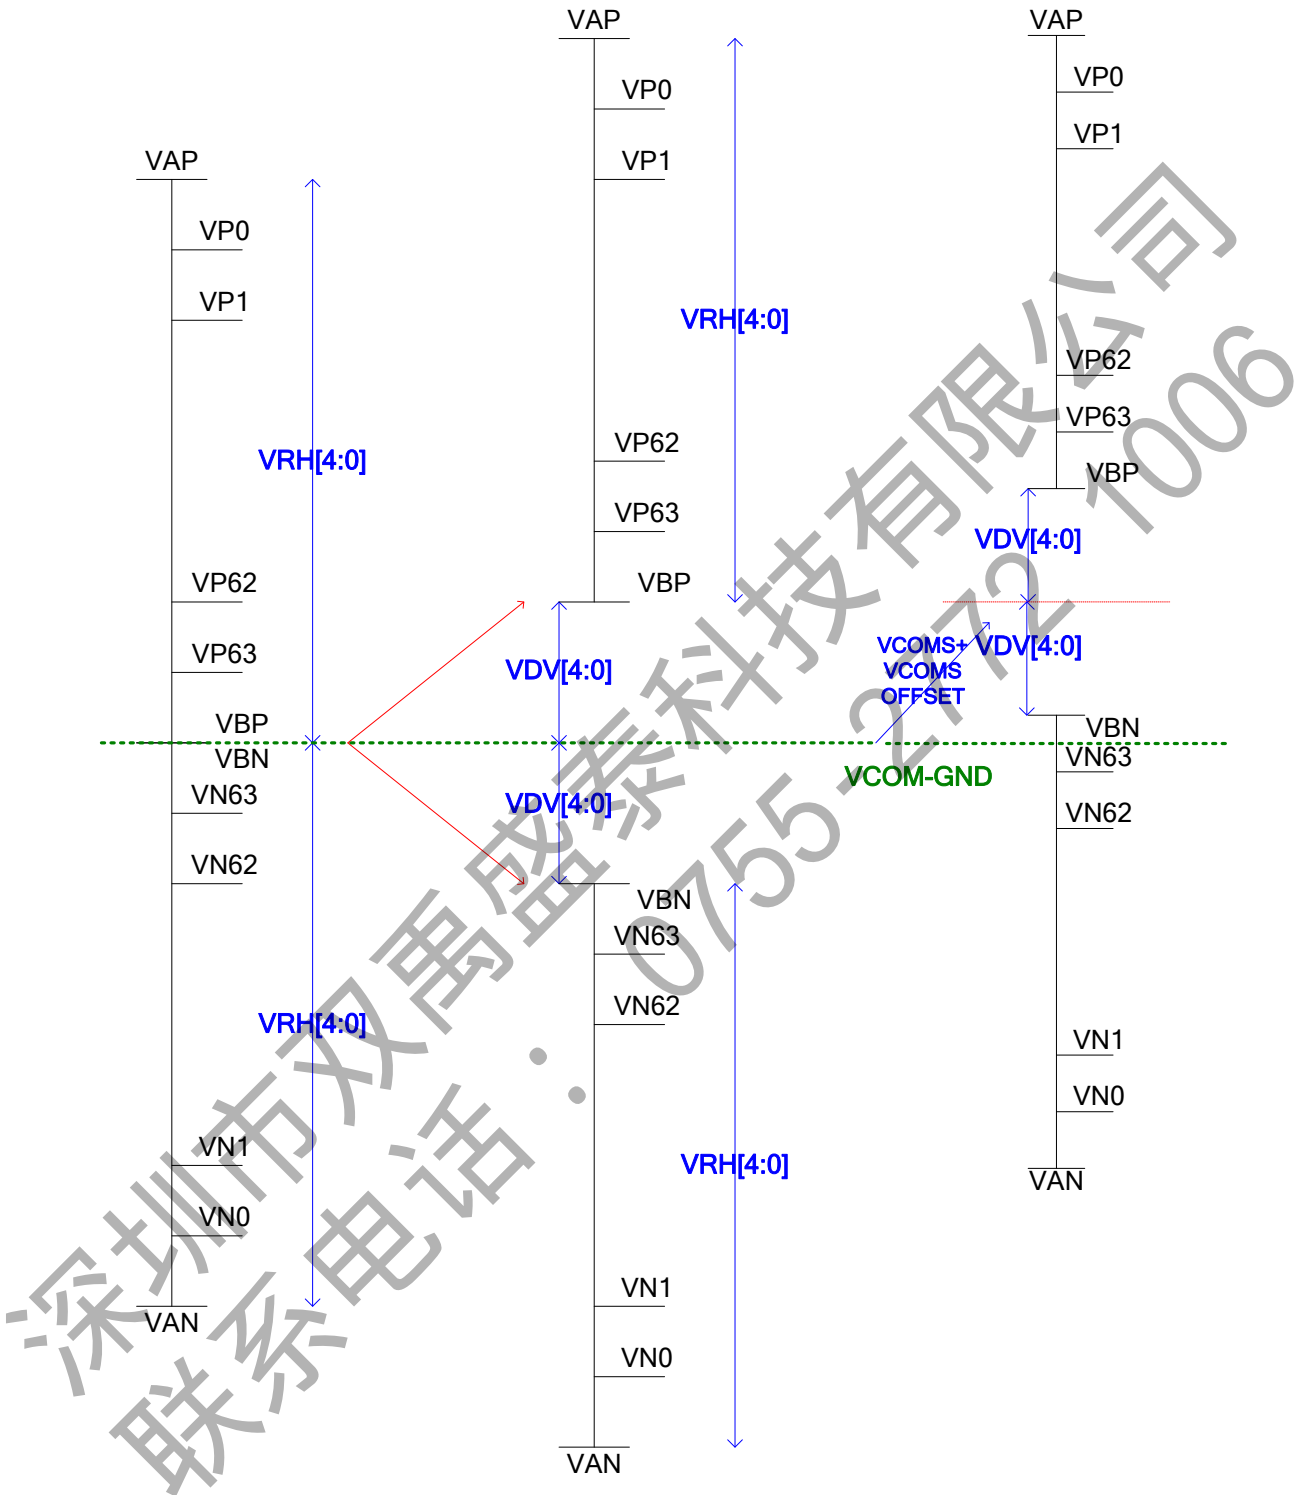 VAP
VP0
VP1
VRH[4:0]
VP62
VP63
VBP
VBN
VN63
VN62
VRH[4:0]
VN1
VN0
VAN
VAP
VP0
VP1
VRH[4:0]
VP62
VP63
VBP
VDV[4:0]
VDV[4:0]
VBN
VN63
VN62
VRH[4:0]
VN1
VN0
VAN
VAP
VP0
VP1
VP62
VP63
VBP
VDV[4:0]
VCOMS+
VCOMS
OFFSET
VDV[4:0]
VBN
VCOM-GND
VN63
VN62
VN1
VN0
VAN
深圳市双禹盛泰科技有限公司
联系电话：0755-2772 1006